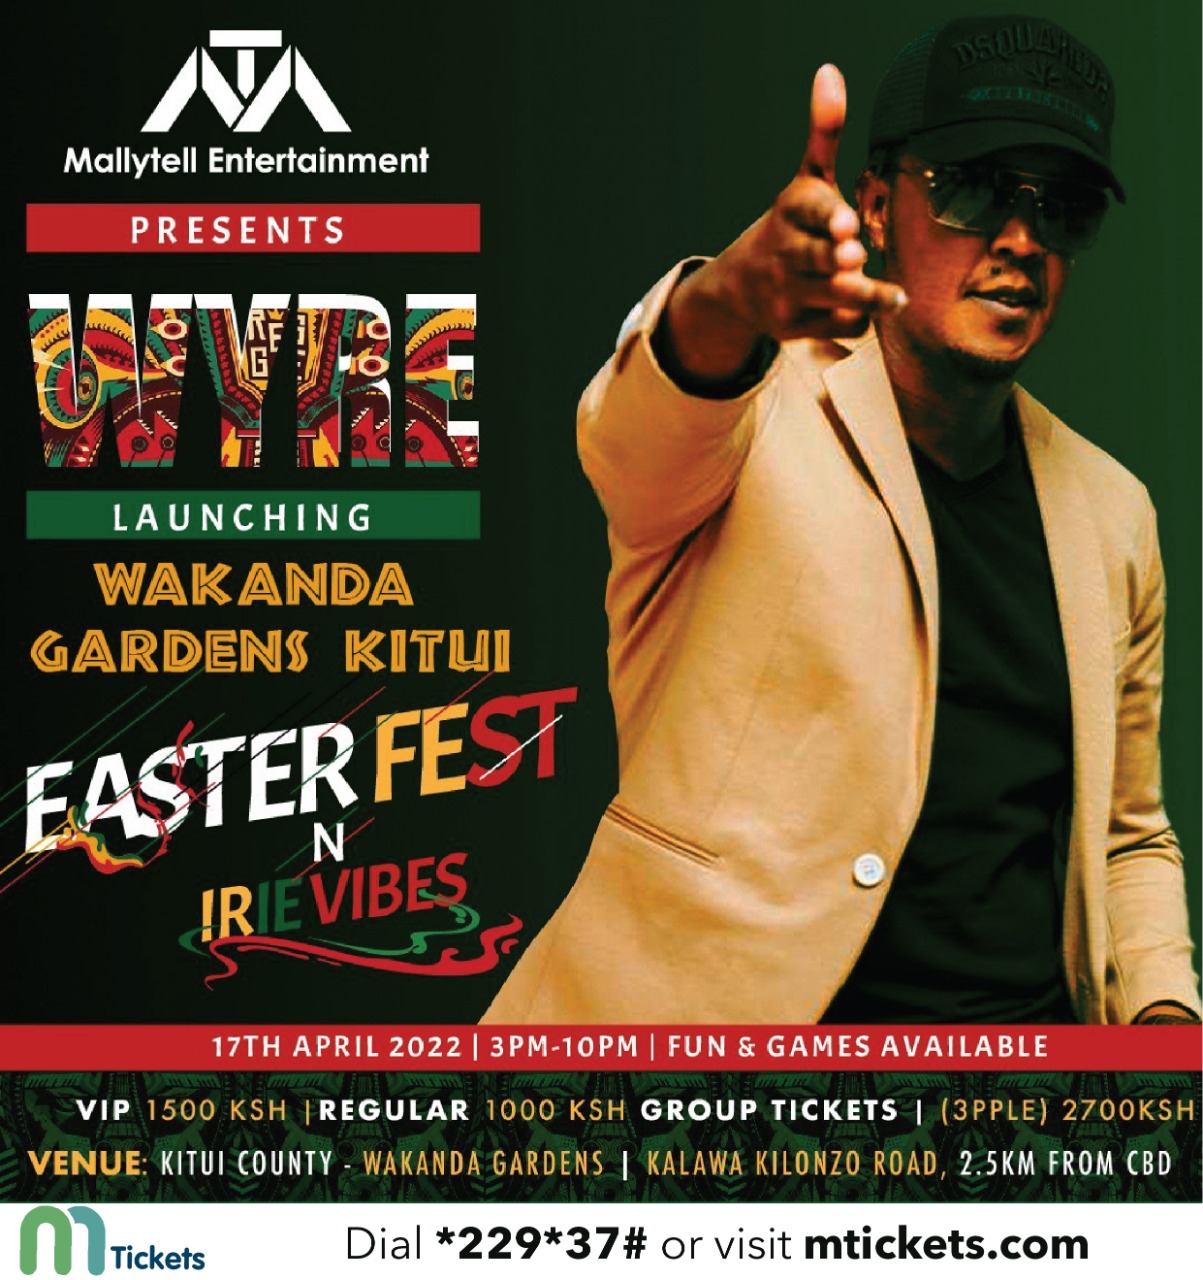 Mallytell Entertainment
PRESENTS
WYRE
REG
GE
LAUNCHING
WAKANDA
GARDENS KITUI
EASTER FEST
N
IRIE VIBES
17TH APRIL 2022 | 3PM-10PM | FUN & GAMES AVAILABLE
VIP 1500 KSH | REGULAR 1000 KSH GROUP TICKETS | (3PPLE) 2700KSH
VENUE: KITUI COUNTY - WAKANDA GARDENS | KALAWA KILONZO ROAD, 2.5KM FROM CBD
m Tickets
Dial *229*37# or visit mtickets.com